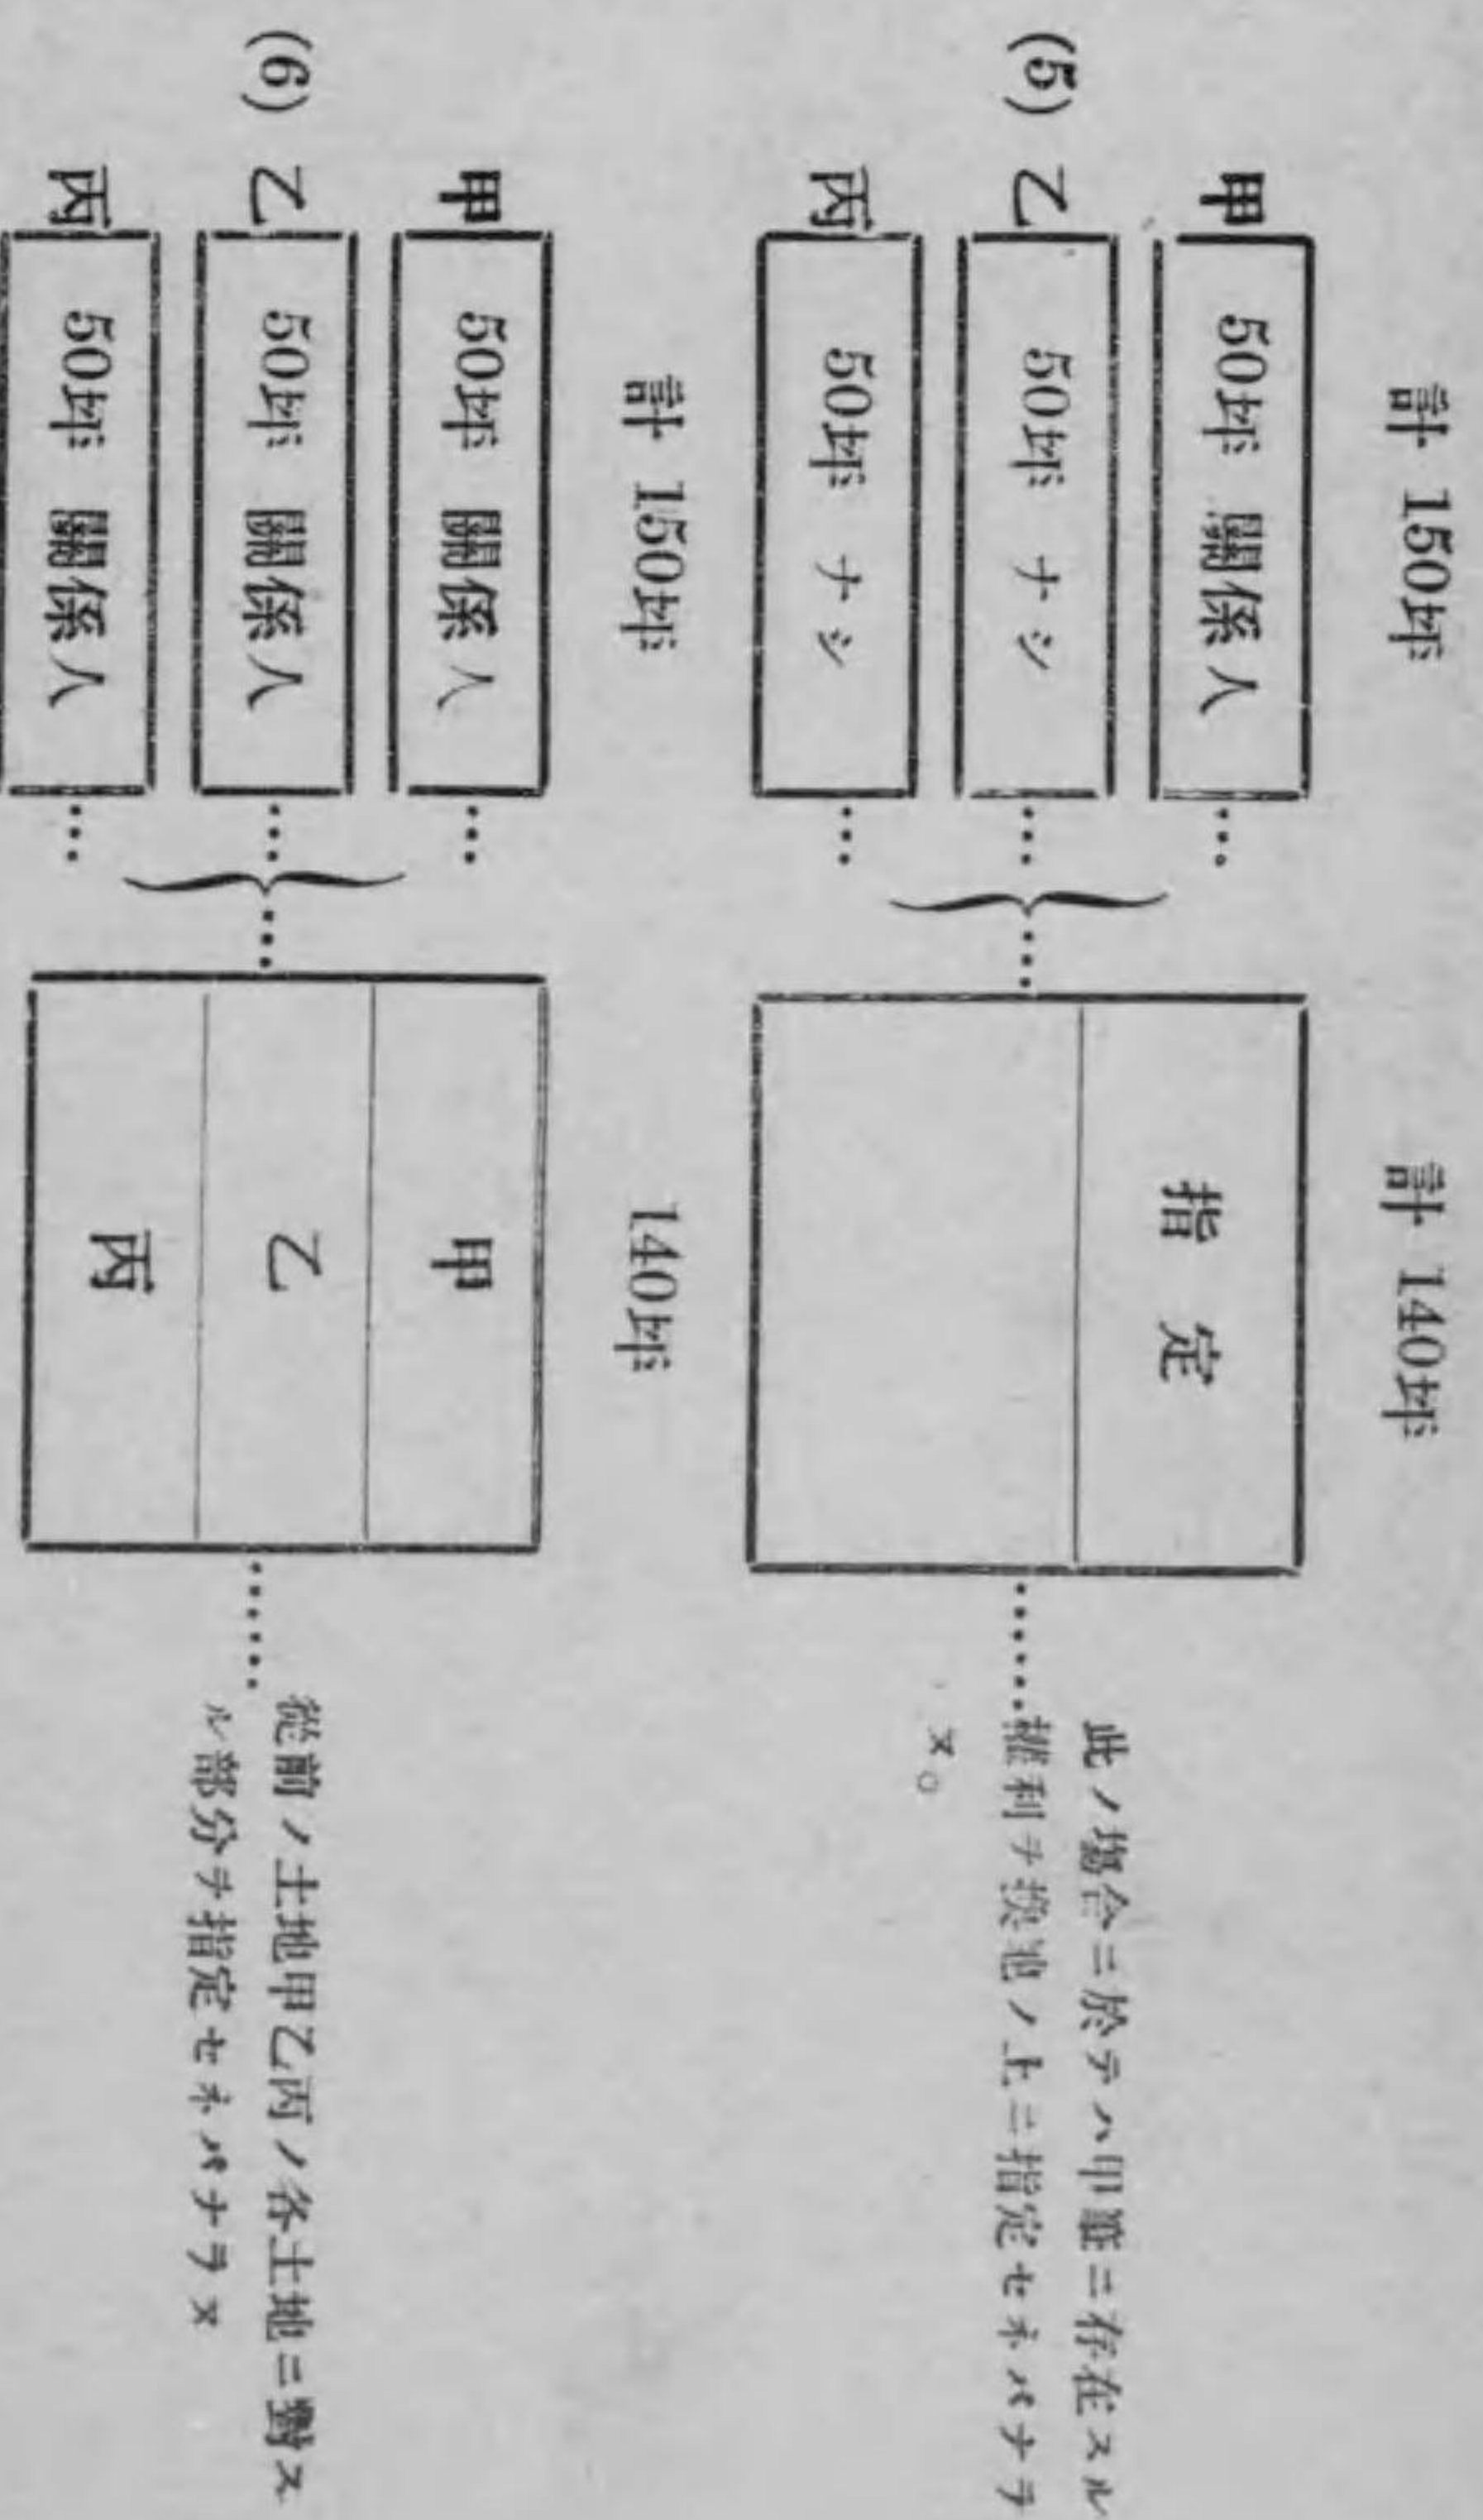 計 150坪　計 140坪
甲　50坪 關係人 …
(5) 乙　50坪 ナシ … … 指定 ……
丙　50坪 ナシ …
此ノ場合ニ於テハ甲誰ニ存在スル
權利ヲ換地ノ上ニ指定セネバナラ
ヌ。
計 150坪　140坪
甲　50坪 關係人 …　甲
(6) 乙　50坪 關係人 … … 乙 ……
丙　50坪 關係人 …　丙
從前ノ土地甲乙丙ノ各土地ニ對ス
ル部分ヲ指定セネバナラヌ